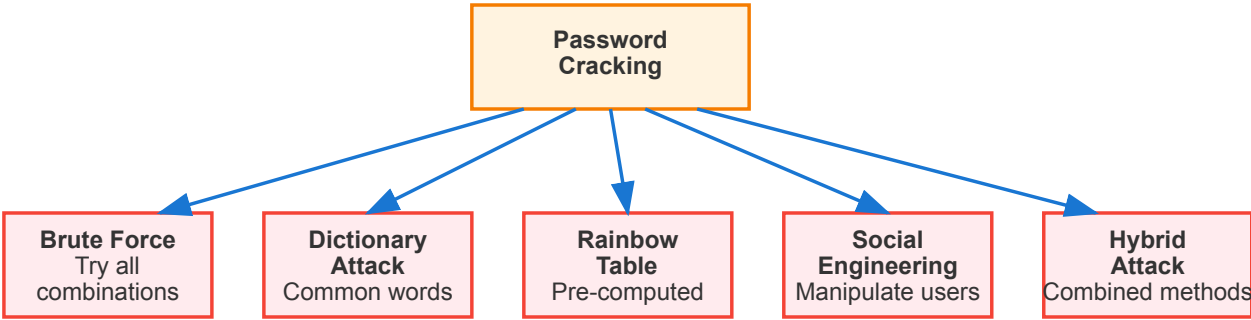 Password
Cracking
Brute Force
Try all
combinations
Dictionary
Attack
Common words
Rainbow
Table
Pre-computed
Social
Engineering
Manipulate users
Hybrid
Attack
Combined methods